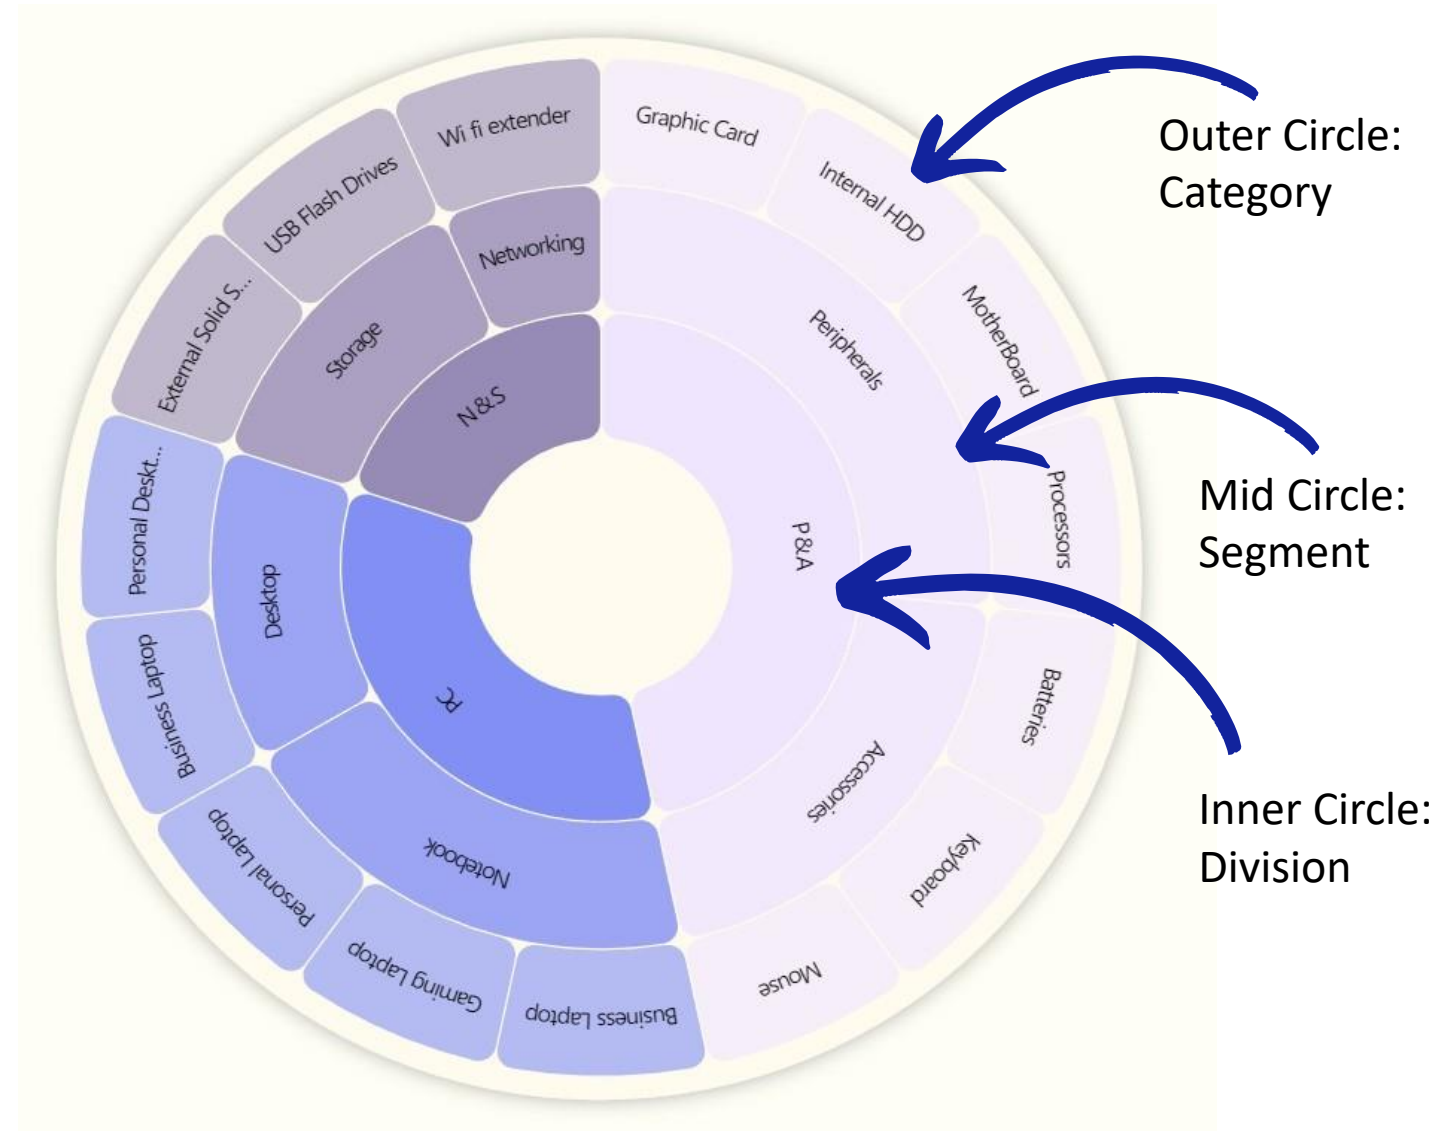 Wi fi extender
Graphic Card
Internal HDD
MotherBoard
Processors
Batteries
Keyboard
Mouse
Business Laptop
Gaming Laptop
Personal Laptop
Business Laptop
Personal Deskt...
External Solid S...
USB Flash Drives
Networking
Peripherals
Accessories
Notebook
Desktop
Storage
N&S
P&A
PC
Outer Circle:
Category
Mid Circle:
Segment
Inner Circle:
Division